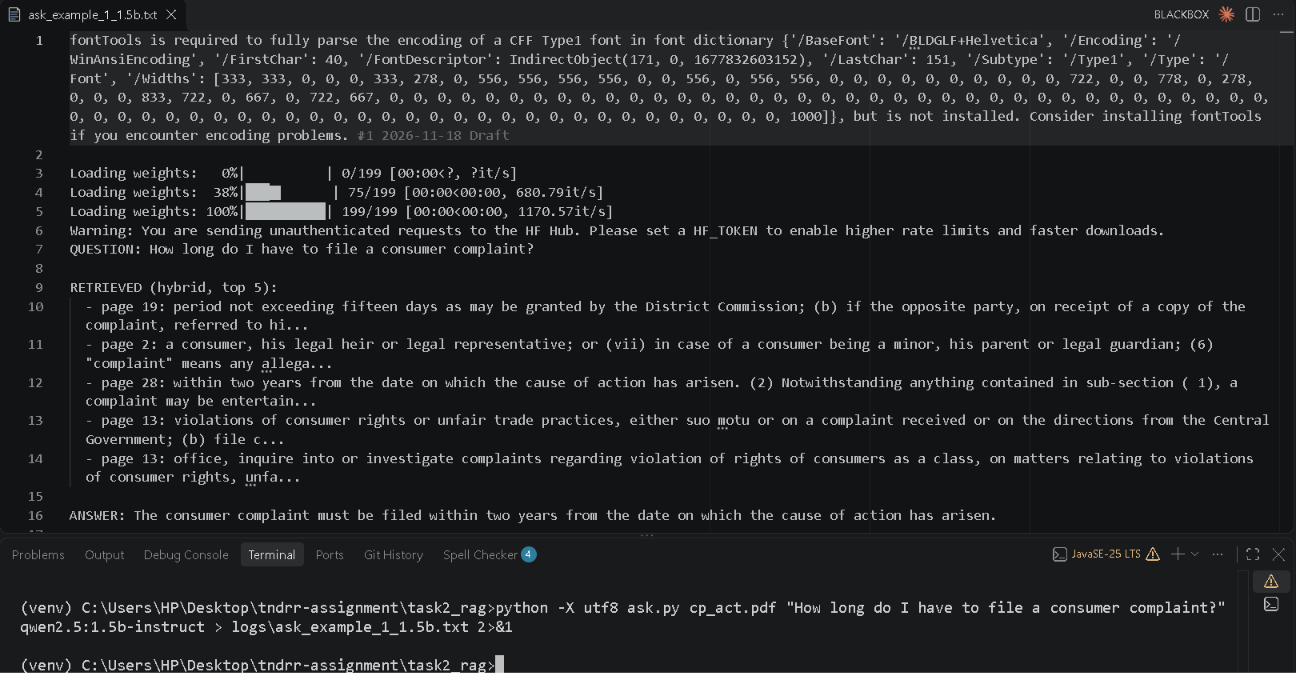 ask_example_1_1.5b.txt
BLACKBOX
1 fontTools is required to fully parse the encoding of a CFF Type1 font in font dictionary {'/BaseFont': '/BLDGLF+Helvetica', '/Encoding': '/
WinAnsiEncoding', '/FirstChar': 40, '/FontDescriptor': IndirectObject(171, 0, 1677832603152), '/LastChar': 151, '/Subtype': '/Type1', '/Type': '/
Font', '/Widths': [333, 333, 0, 0, 0, 333, 278, 0, 556, 556, 556, 556, 0, 0, 556, 0, 556, 556, 0, 0, 0, 0, 0, 0, 0, 722, 0, 0, 778, 0, 278,
0, 0, 0, 833, 722, 0, 667, 0, 722, 667, 0, 0, 0, 0, 0, 0, 0, 0, 0, 0, 0, 0, 0, 0, 0, 0, 0, 0, 0, 0, 0, 0, 0, 0, 0, 0, 0, 0, 0, 0, 0, 0, 0, 0, 0, 0,
0, 0, 0, 0, 0, 0, 0, 0, 0, 0, 0, 0, 0, 0, 0, 0, 0, 0, 0, 0, 0, 0, 0, 0, 0, 0, 0, 0, 0, 0, 1000]}, but is not installed. Consider installing fontTools
if you encounter encoding problems. #1 2026-11-18 Draft
2
3 Loading weights: 0%| | 0/199 [00:00<?, ?it/s]
4 Loading weights: 38%| | 75/199 [00:00<00:00, 680.79it/s]
5 Loading weights: 100%| | 199/199 [00:00<00:00, 1170.57it/s]
6 Warning: You are sending unauthenticated requests to the HF Hub. Please set a HF_TOKEN to enable higher rate limits and faster downloads.
7 QUESTION: How long do I have to file a consumer complaint?
8
9 RETRIEVED (hybrid, top 5):
10 - page 19: period not exceeding fifteen days as may be granted by the District Commission; (b) if the opposite party, on receipt of a copy of the
complaint, referred to hi...
11 - page 2: a consumer, his legal heir or legal representative; or (vii) in case of a consumer being a minor, his parent or legal guardian; (6)
"complaint" means any allega...
12 - page 28: within two years from the date on which the cause of action has arisen. (2) Notwithstanding anything contained in sub-section ( 1), a
complaint may be entertain...
13 - page 13: violations of consumer rights or unfair trade practices, either suo motu or on a complaint received or on the directions from the Central
Government; (b) file c...
14 - page 13: office, inquire into or investigate complaints regarding violation of rights of consumers as a class, on matters relating to violations
of consumer rights, unfa...
15
16 ANSWER: The consumer complaint must be filed within two years from the date on which the cause of action has arisen.
Problems Output Debug Console Terminal Ports Git History Spell Checker 4 JavaSE-25 LTS
(venv) C:\Users\HP\Desktop\tndrr-assignment\task2_rag>python -X utf8 ask.py cp_act.pdf "How long do I have to file a consumer complaint?"
qwen2.5:1.5b-instruct > logs\ask_example_1_1.5b.txt 2>&1
(venv) C:\Users\HP\Desktop\tndrr-assignment\task2_rag>